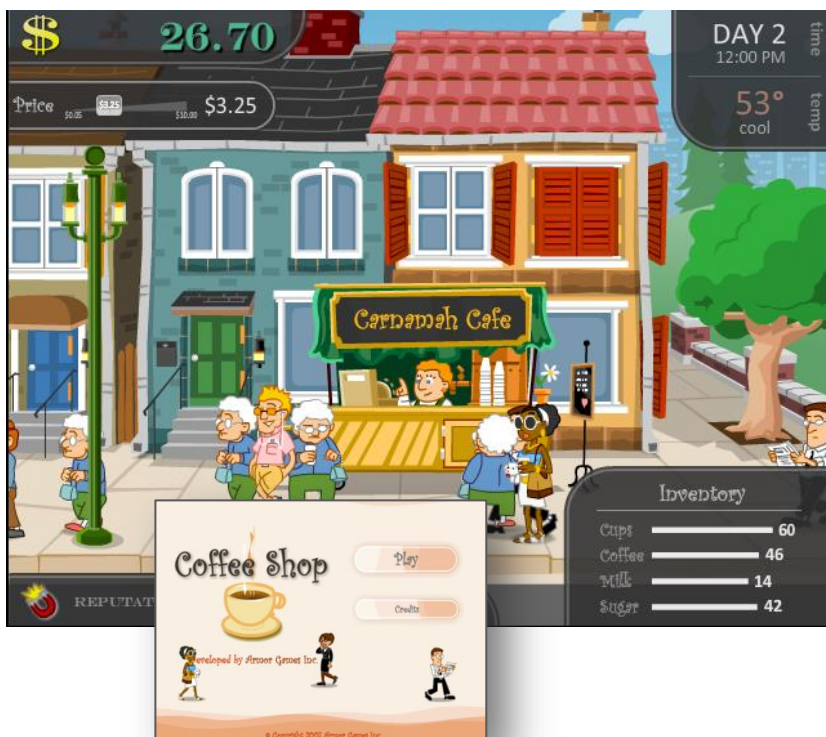 $ 26.70
DAY 2
12:00 PM
time
53°
cool
temp
Price $0.05 $3.25 $10.00 $3.25
Carnamah Cafe
Inventory
Cups 60
Coffee 46
Milk 14
Sugar 42
REPUTAT
Coffee Shop
Play
Credits
eveloped by Armor Games Inc.